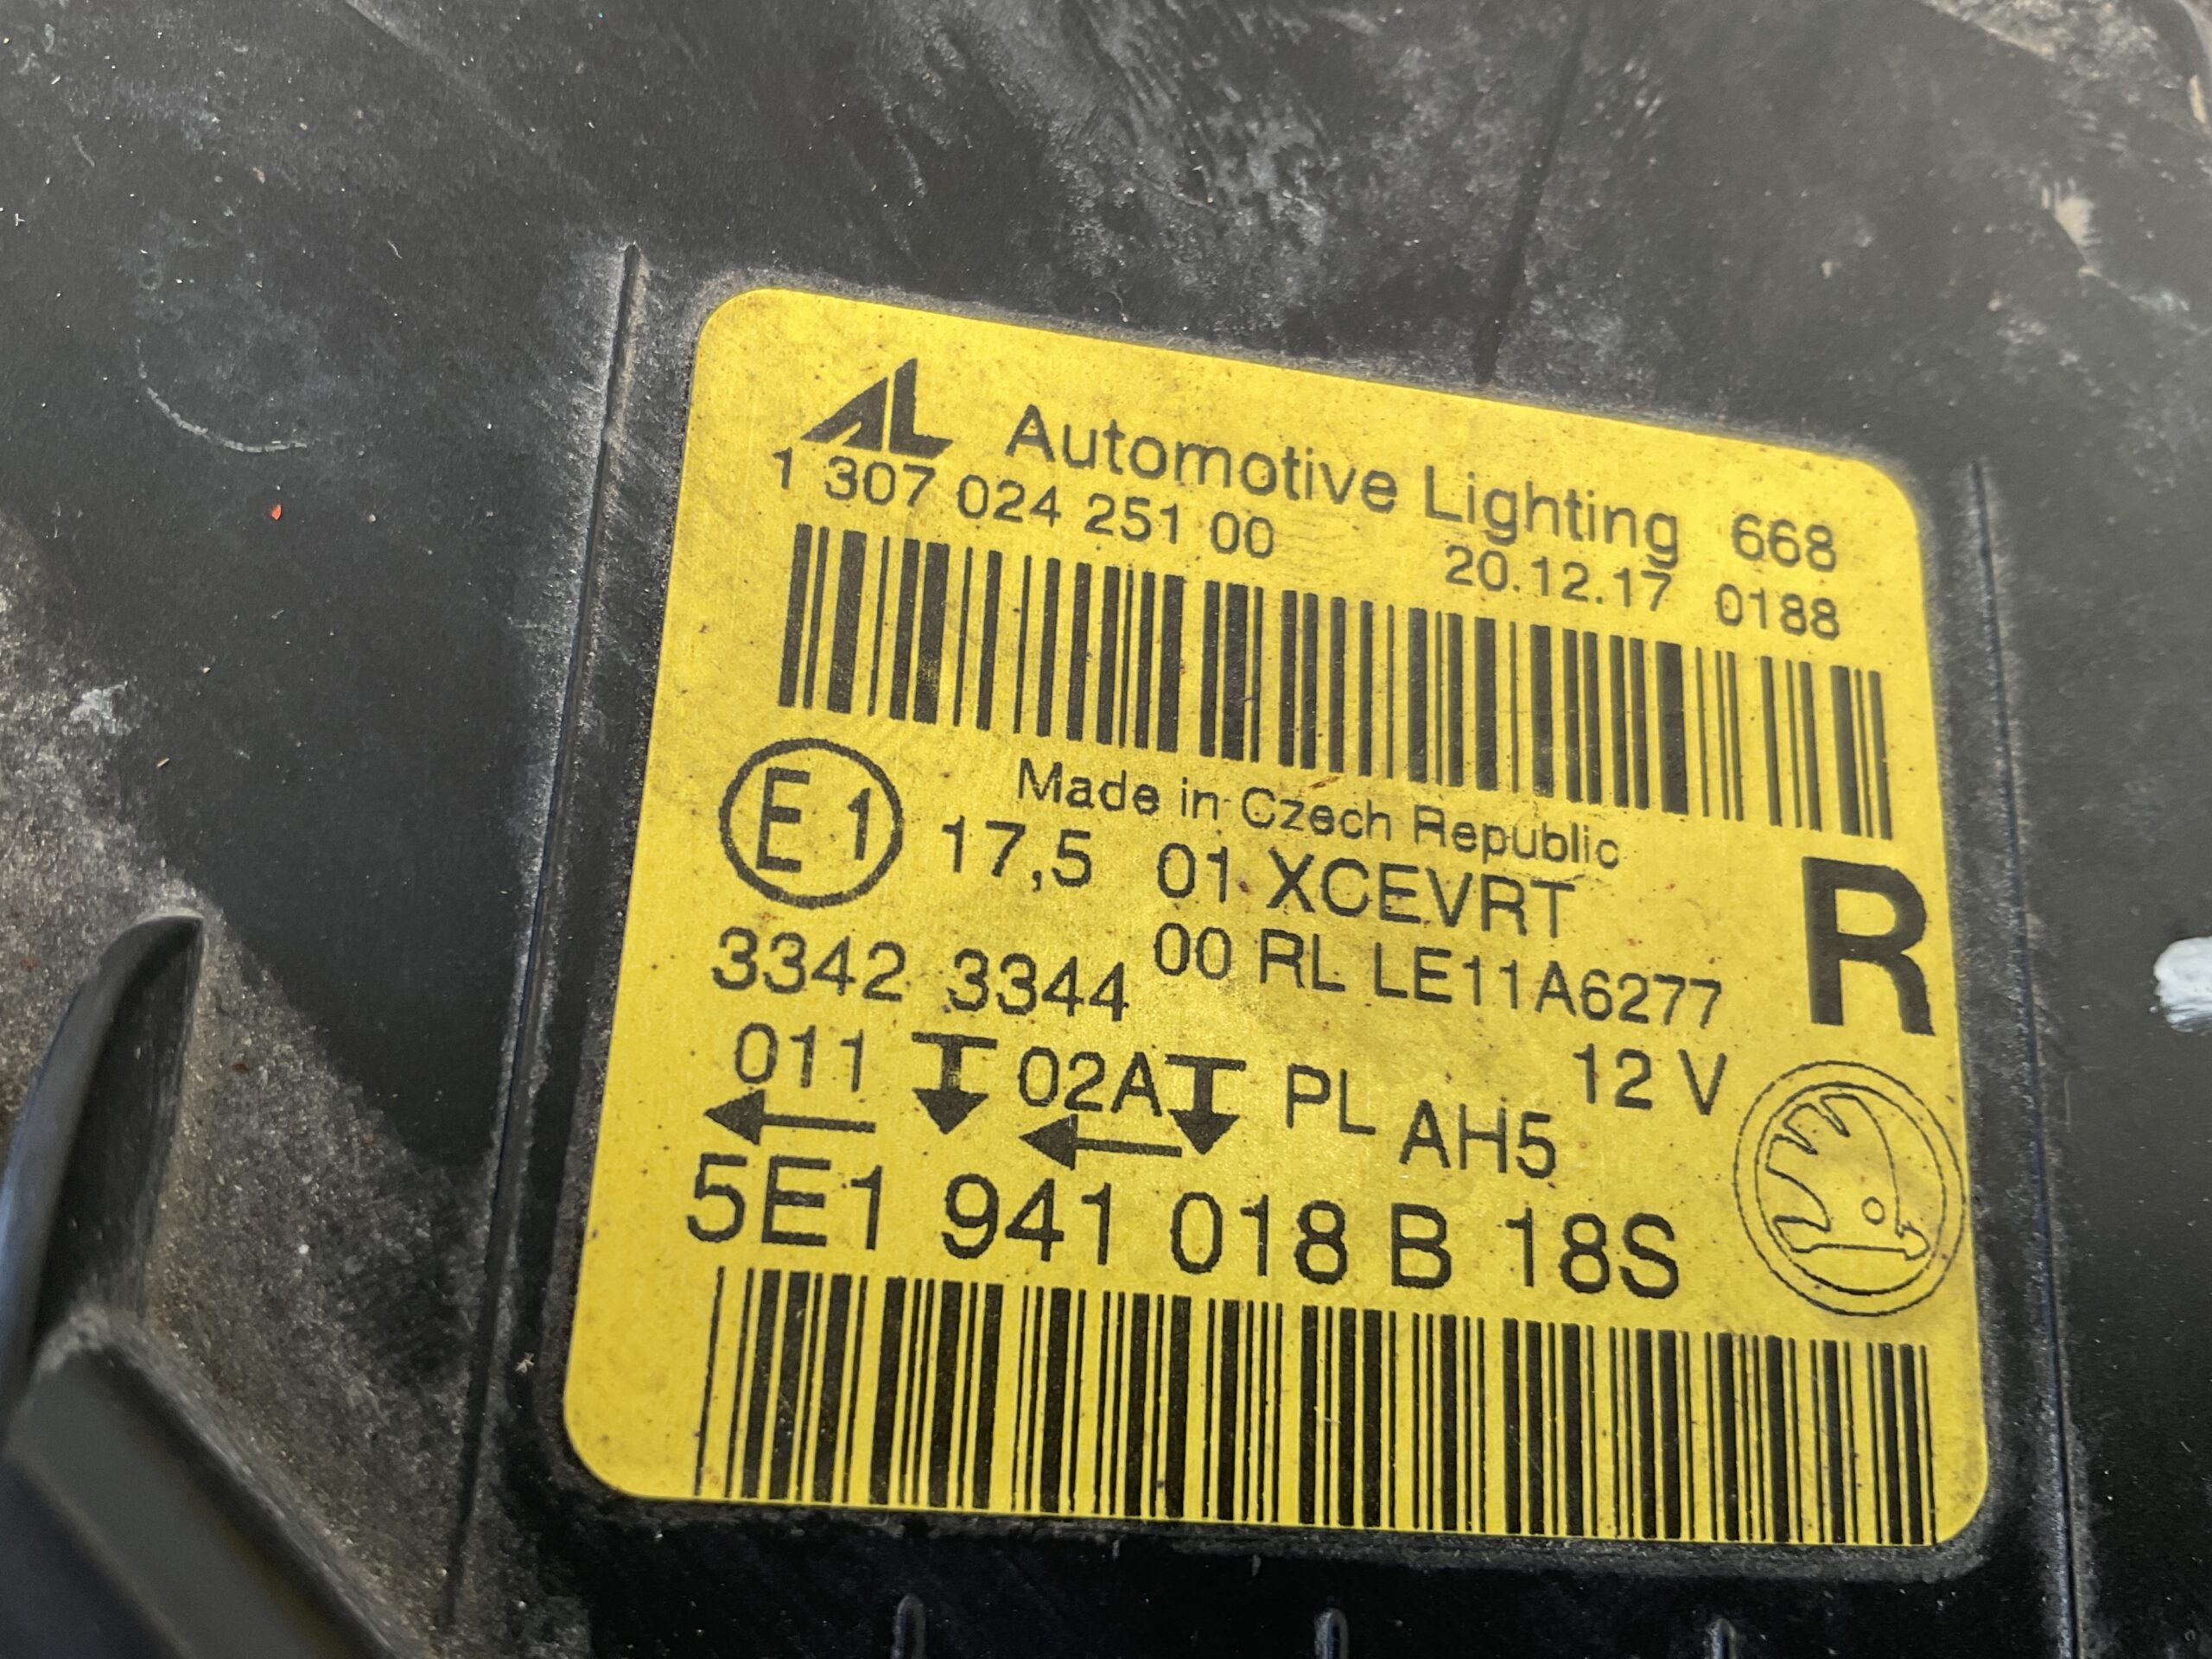 AL Automotive Lighting 668
1 307 024 251 00 20.12.17 0188
Made in Czech Republic
E1 17,5 01 XCEVRT R
3342 3344 00 RL LE11A6277
011 02A PL AH5 12 V
5E1 941 018 B 18S